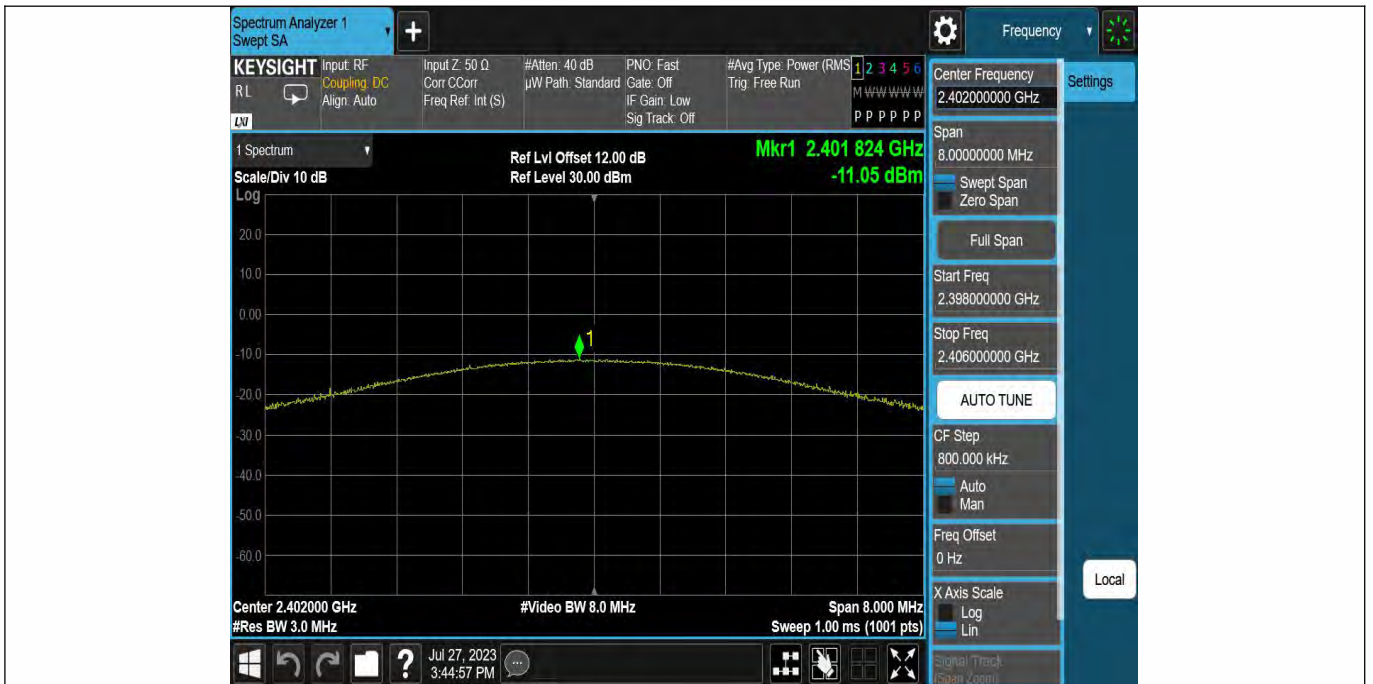 Spectrum Analyzer 1
Swept SA
Frequency
KEYSIGHT
RL
LXI
Input: RF
Coupling: DC
Align: Auto
Input Z: 50 Ω
Corr CCorr
Freq Ref: Int (S)
#Atten: 40 dB
µW Path: Standard
PNO: Fast
Gate: Off
IF Gain: Low
Sig Track: Off
#Avg Type: Power (RMS
Trig: Free Run
1 2 3 4 5 6
M W W W W W
P P P P P P
1 Spectrum
Scale/Div 10 dB
Ref Lvl Offset 12.00 dB
Ref Level 30.00 dBm
Mkr1 2.401 824 GHz
-11.05 dBm
Log
20.0
10.0
0.00
-10.0
-20.0
-30.0
-40.0
-50.0
-60.0
1
Center 2.402000 GHz
#Res BW 3.0 MHz
#Video BW 8.0 MHz
Span 8.000 MHz
Sweep 1.00 ms (1001 pts)
Center Frequency
2.402000000 GHz
Settings
Span
8.00000000 MHz
Swept Span
Zero Span
Full Span
Start Freq
2.398000000 GHz
Stop Freq
2.406000000 GHz
AUTO TUNE
CF Step
800.000 kHz
Auto
Man
Freq Offset
0 Hz
X Axis Scale
Log
Lin
Local
Signal Track
(Span Zoom)
?
Jul 27, 2023
3:44:57 PM